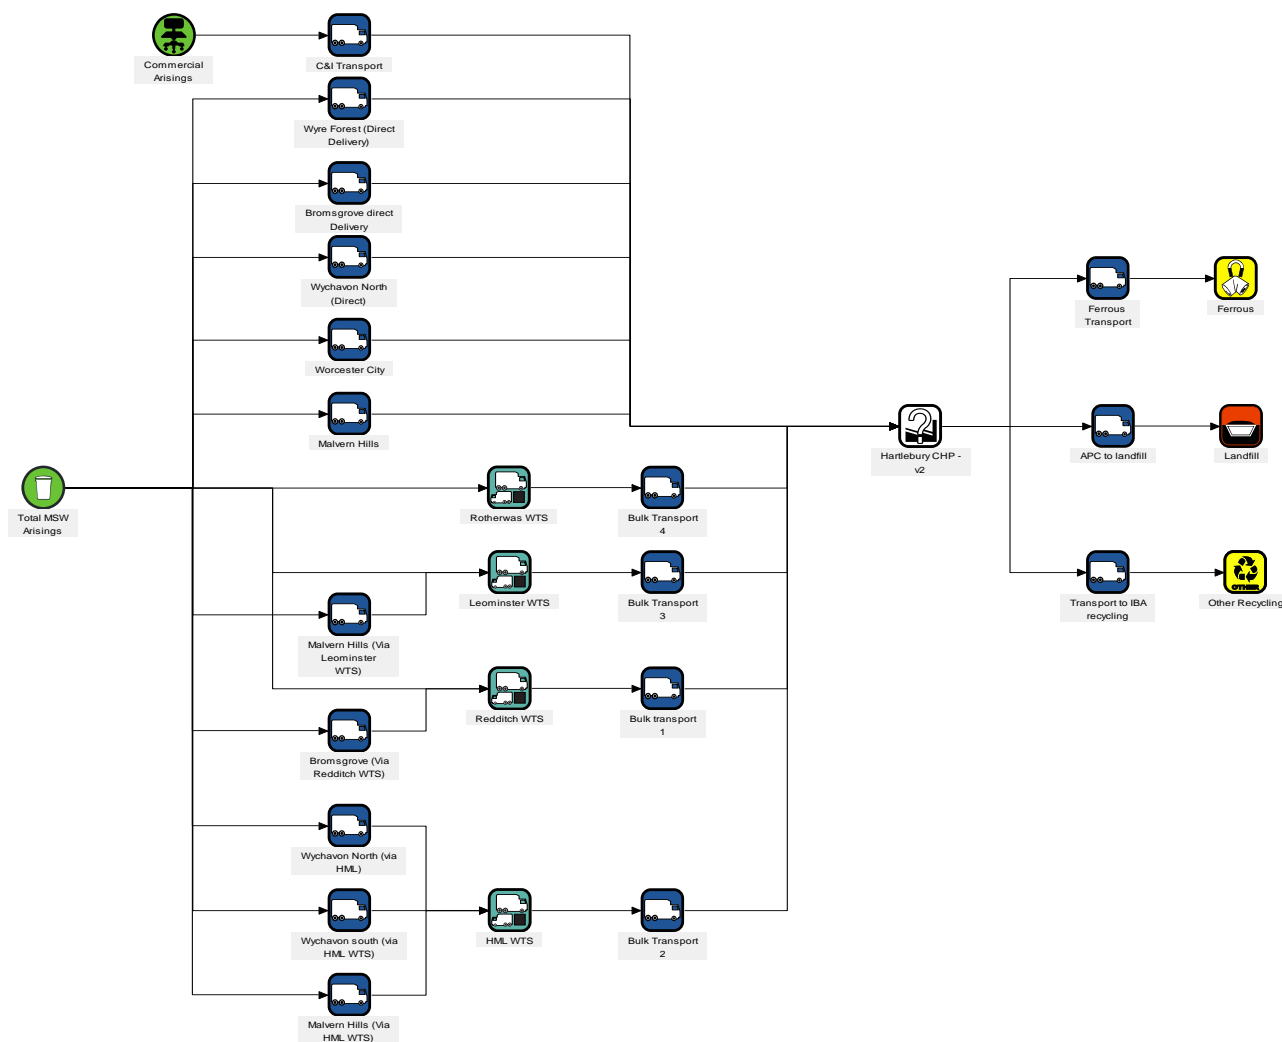 Commercial
Arisings
C&I Transport
Wyre Forest (Direct
Delivery)
Bromsgrove direct
Delivery
Wychavon North
(Direct)
Worcester City
Malvern Hills
Ferrous
Transport
Ferrous
Hartlebury CHP -
v2
APC to landfill
Landfill
Total MSW
Arisings
Rotherwas WTS
Bulk Transport
4
Leominster WTS
Bulk Transport
3
Transport to IBA
recycling
OTHER
Other Recycling
Malvern Hills (Via
Leominster
WTS)
Redditch WTS
Bulk transport
1
Bromsgrove (Via
Redditch WTS)
Wychavon North (via
HML)
Wychavon south (via
HML WTS)
HML WTS
Bulk Transport
2
Malvern Hills (Via
HML WTS)